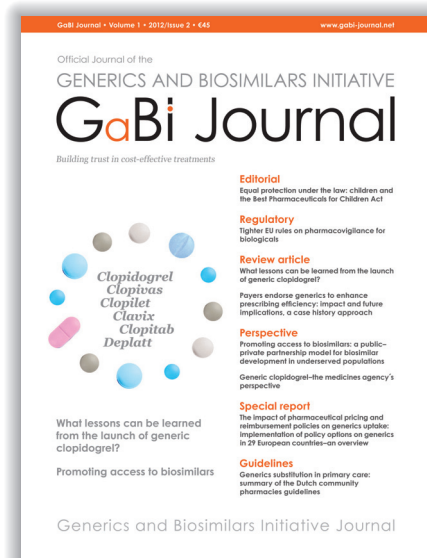 GaBI Journal • Volume 1 • 2012/Issue 2 • €45
www.gabi-journal.net
Official Journal of the
GENERICS AND BIOSIMILARS INITIATIVE
GaBi Journal
Building trust in cost-effective treatments
Editorial
Equal protection under the law: children and
the Best Pharmaceuticals for Children Act
Regulatory
Tighter EU rules on pharmacovigilance for
biologicals
Review article
What lessons can be learned from the launch
of generic clopidogrel?
Payers endorse generics to enhance
prescribing efficiency: impact and future
implications, a case history approach
Perspective
Promoting access to biosimilars: a public–
private partnership model for biosimilar
development in underserved populations
Generic clopidogrel–the medicines agency's
perspective
Special report
The impact of pharmaceutical pricing and
reimbursement policies on generics uptake:
implementation of policy options on generics
in 29 European countries–an overview
Guidelines
Generics substitution in primary care:
summary of the Dutch community
pharmacies guidelines
Clopidogrel
Clopivas
Clopilet
Clavix
Clopitab
Deplatt
What lessons can be learned
from the launch of generic
clopidogrel?
Promoting access to biosimilars
Generics and Biosimilars Initiative Journal